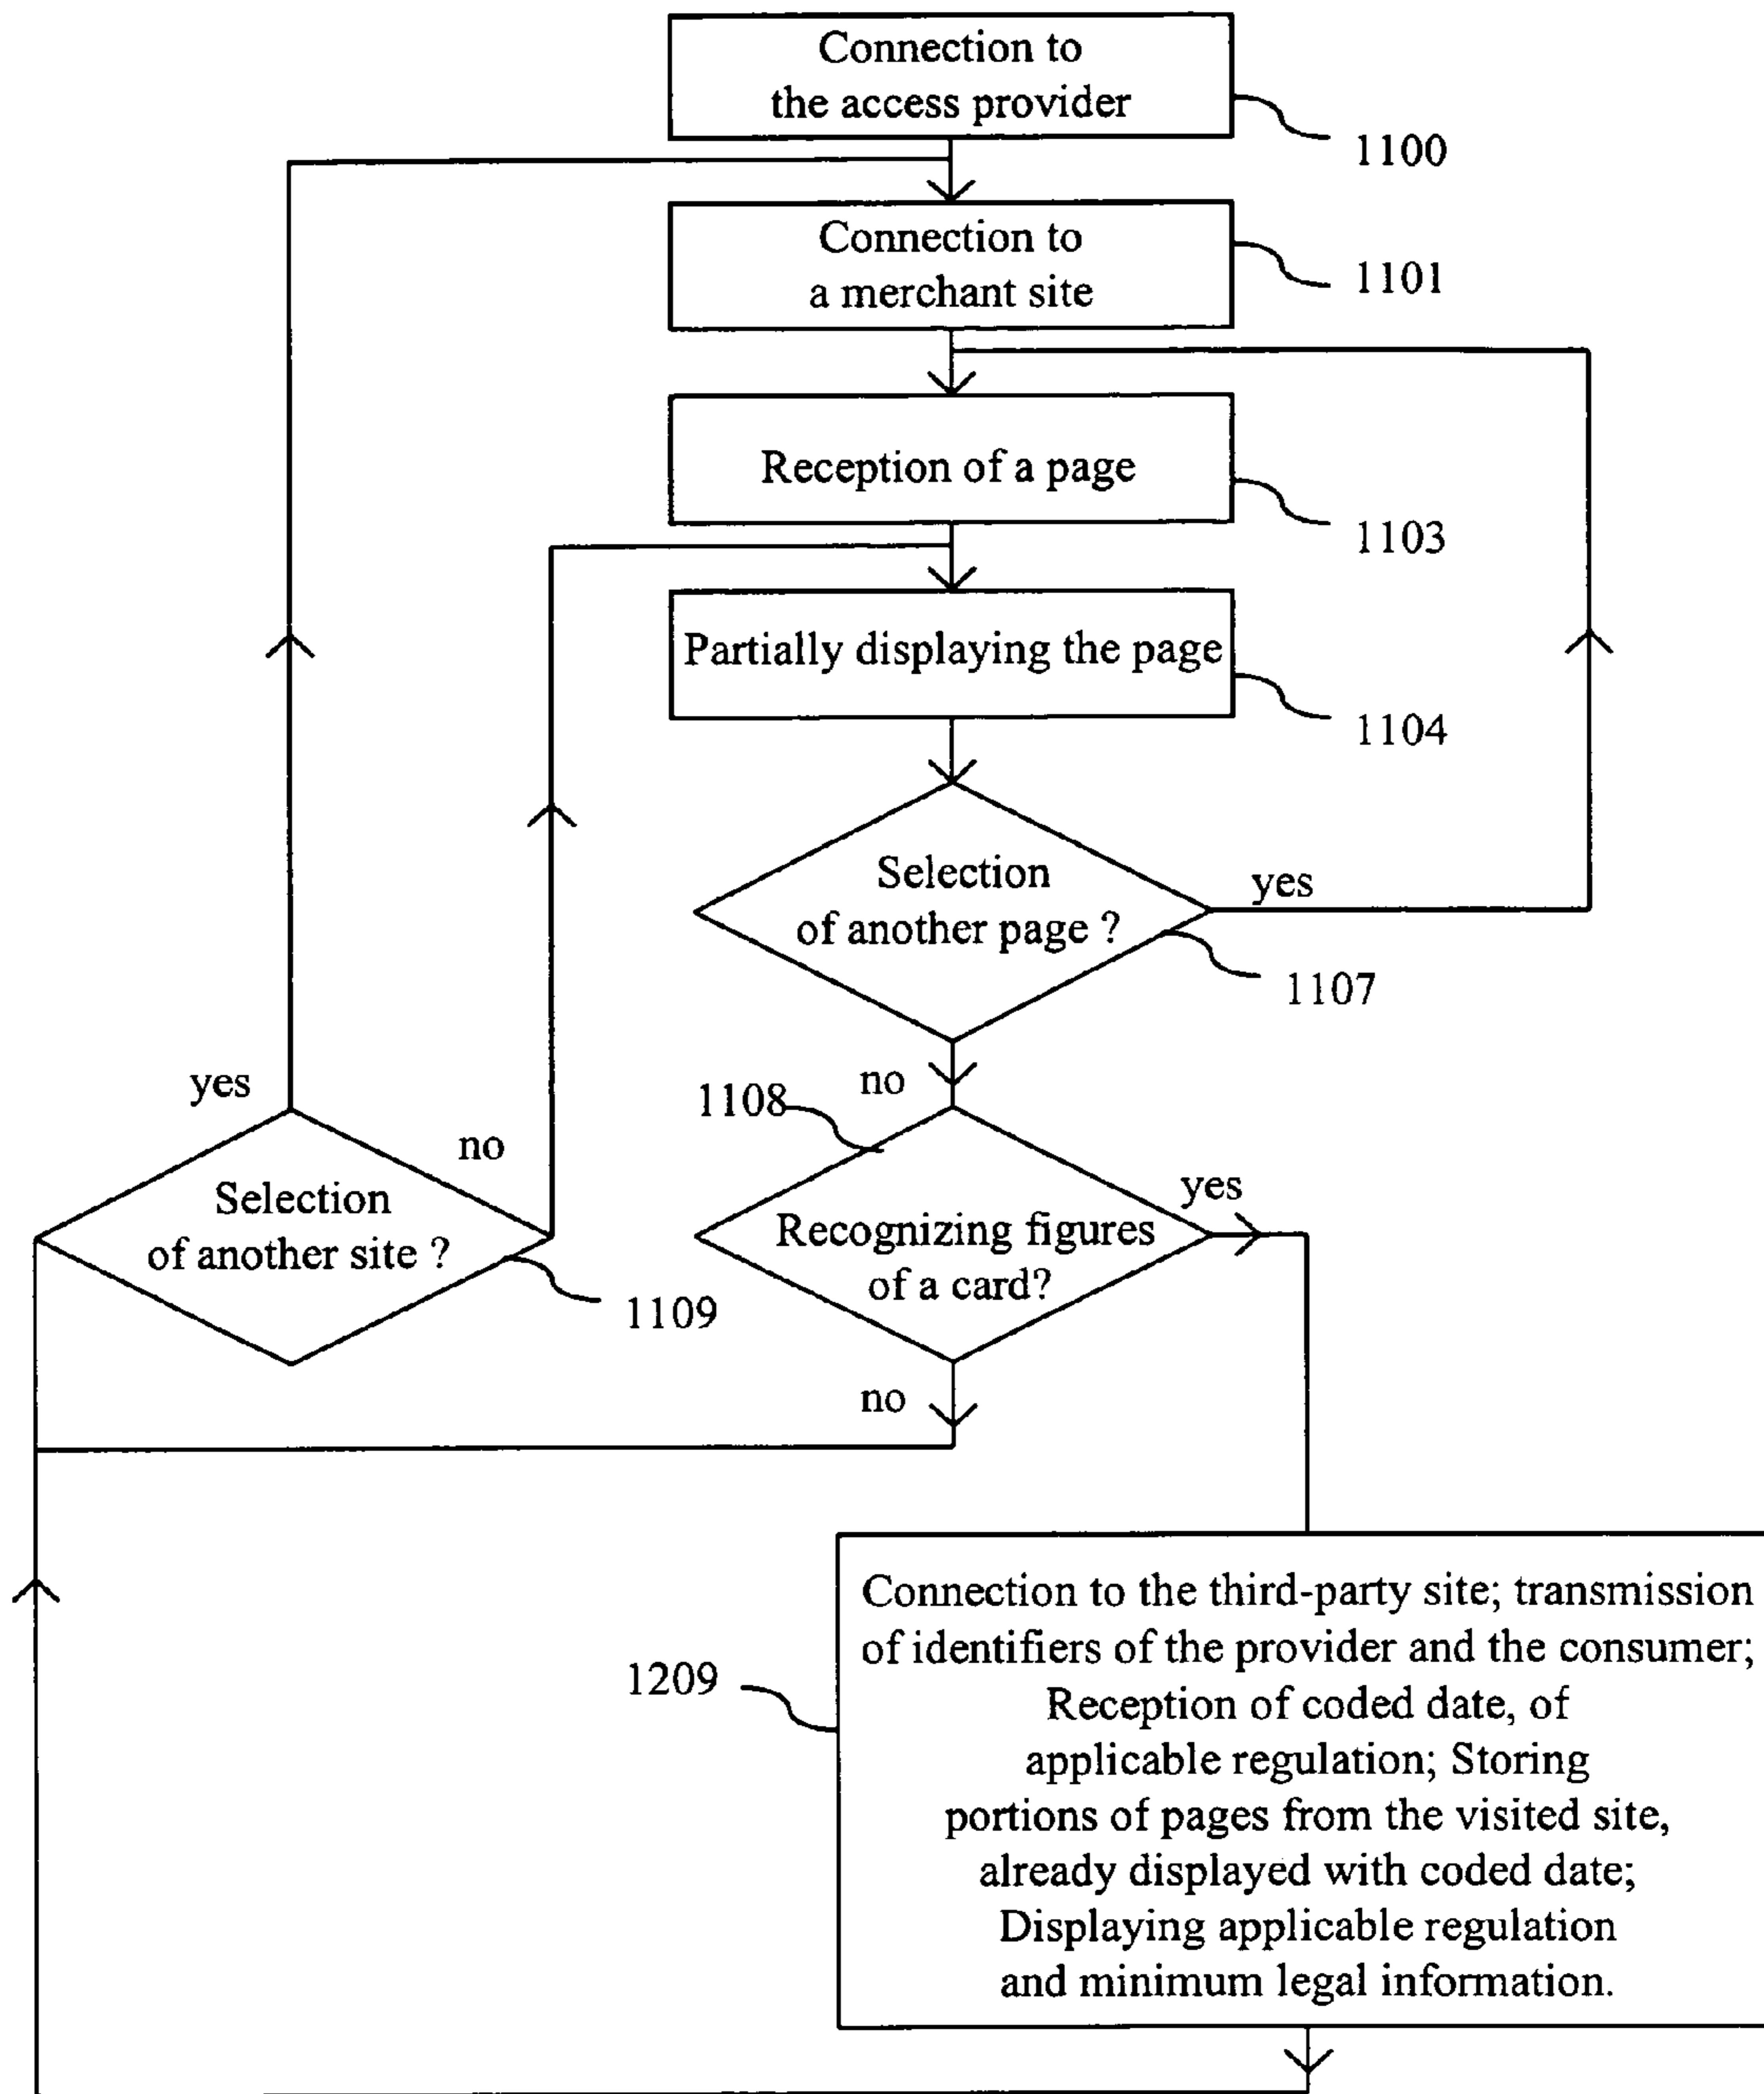 Connection to
the access provider
1100
Connection to
a merchant site
1101
Reception of a page
1103
Partially displaying the page
1104
Selection
of another page ?
yes
1107
no
1108
Recognizing figures
of a card?
yes
no
yes
no
Selection
of another site ?
1109
1209
Connection to the third-party site; transmission
of identifiers of the provider and the consumer;
Reception of coded date, of
applicable regulation; Storing
portions of pages from the visited site,
already displayed with coded date;
Displaying applicable regulation
and minimum legal information.